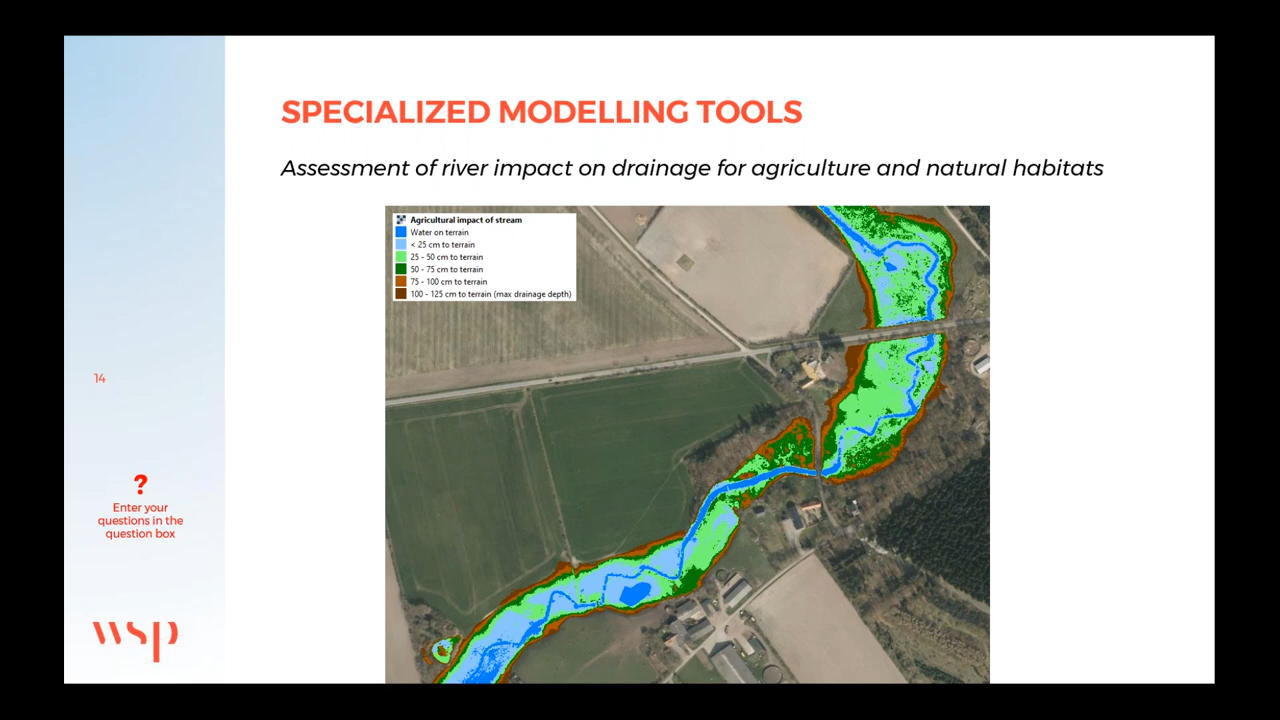 SPECIALIZED MODELLING TOOLS
Assessment of river impact on drainage for agriculture and natural habitats
Agricultural impact of stream
Water on terrain
< 25 cm to terrain
25 - 50 cm to terrain
50 - 75 cm to terrain
75 - 100 cm to terrain
100 - 125 cm to terrain (max drainage depth)
14
?
Enter your
questions in the
question box
wsp